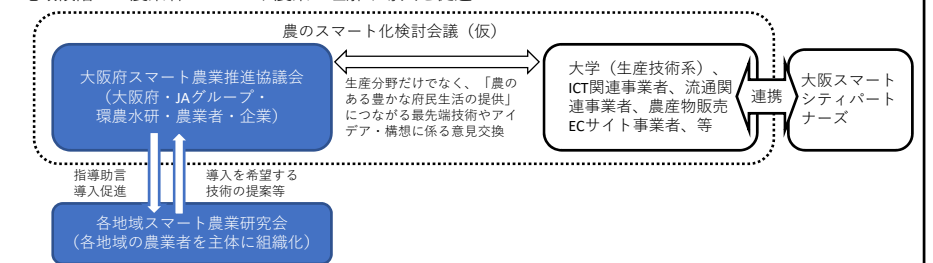 農のスマート化検討会議（仮）
大阪府スマート農業推進協議会
（大阪府・JAグループ・
環農水研・農業者・企業）
生産分野だけでなく、「農の
ある豊かな府民生活の提供」
につながる最先端技術やアイ
デア・構想に係る意見交換
大学（生産技術系）、
ICT関連事業者、流通関
連事業者、農産物販売
ECサイト事業者、等
連携
大阪スマート
シティパート
ナーズ
指導助言
導入促進
導入を希望する
技術の提案等
各地域スマート農業研究会
（各地域の農業者を主体に組織化）